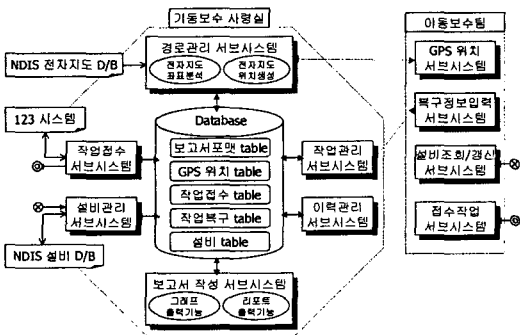 기동보수 사령실
이동보수팀
경로관리 서브시스템
전자지도
좌표분석
전자지도
위치생성
NDIS 전자지도 D/B
GPS 위치
서브시스템
123 시스템
Database
복구정보입력
서브시스템
작업접수
서브시스템
보고서포맷 table
GPS 위치 table
작업접수 table
작업복구 table
설비 table
작업관리
서브시스템
설비조회/갱신
서브시스템
설비관리
서브시스템
이력관리
서브시스템
접수작업
서브시스템
NDIS 설비 D/B
보고서 작성 서브시스템
그래프
출력기능
리포트
출력기능